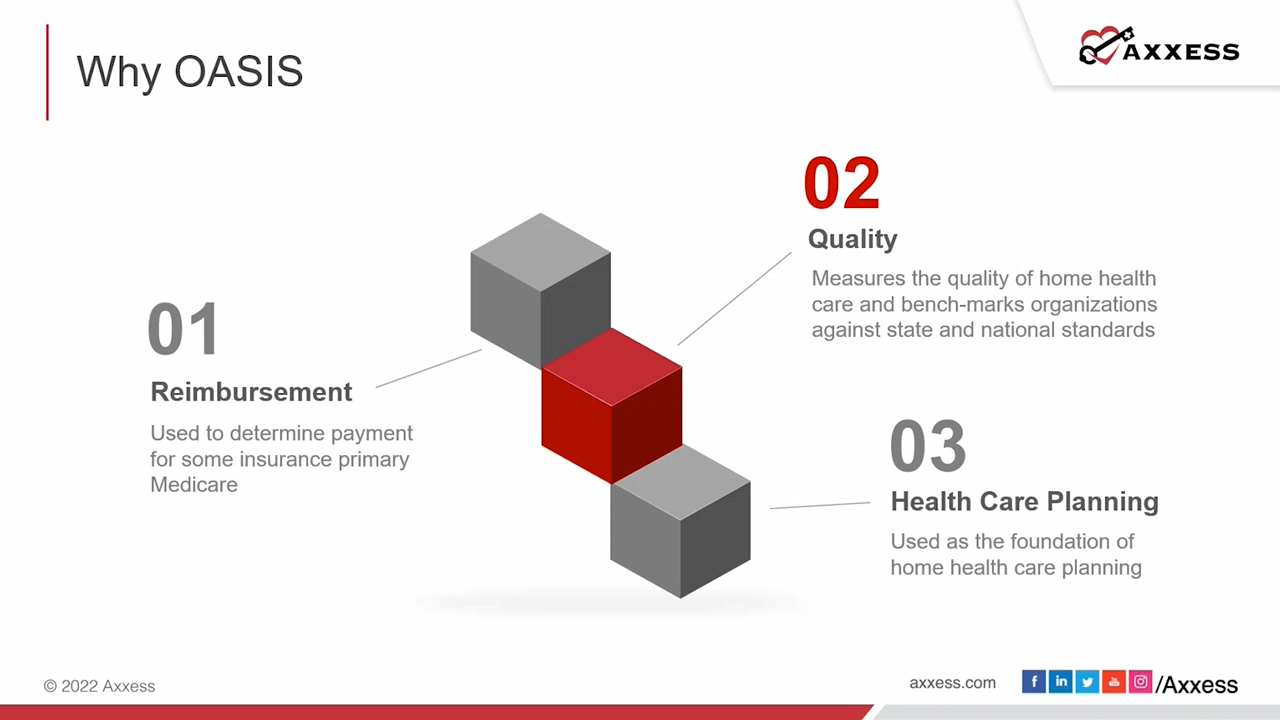 Why OASIS
AXXESS
01
Reimbursement
Used to determine payment
for some insurance primary
Medicare
02
Quality
Measures the quality of home health
care and bench-marks organizations
against state and national standards
03
Health Care Planning
Used as the foundation of
home health care planning
© 2022 Axxess
axxess.com
/Axxess